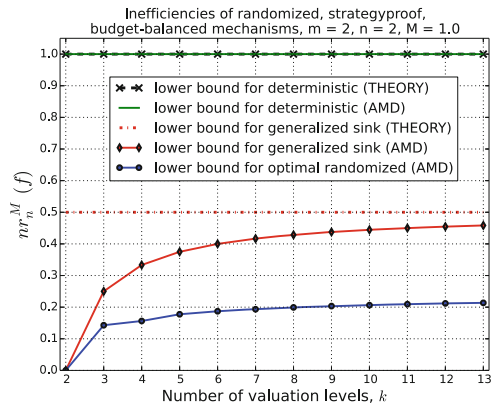 Inefficiencies of randomized, strategyproof,
budget-balanced mechanisms, m = 2, n = 2, M = 1.0
1.0
0.9
0.8
0.7
0.6
0.5
0.4
0.3
0.2
0.1
0.0
nr_n^M (f)
lower bound for deterministic (THEORY)
lower bound for deterministic (AMD)
lower bound for generalized sink (THEORY)
lower bound for generalized sink (AMD)
lower bound for optimal randomized (AMD)
2 3 4 5 6 7 8 9 10 11 12 13
Number of valuation levels, k